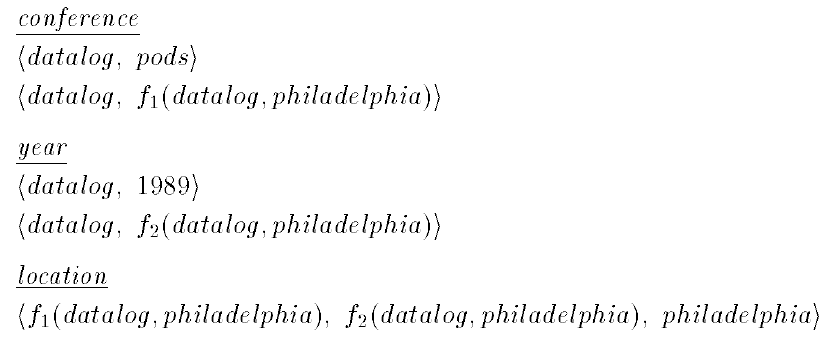 conference
⟨datalog, pods⟩
⟨datalog, f₁(datalog, philadelphia)⟩
year
⟨datalog, 1989⟩
⟨datalog, f₂(datalog, philadelphia)⟩
location
⟨f₁(datalog, philadelphia), f₂(datalog, philadelphia), philadelphia⟩